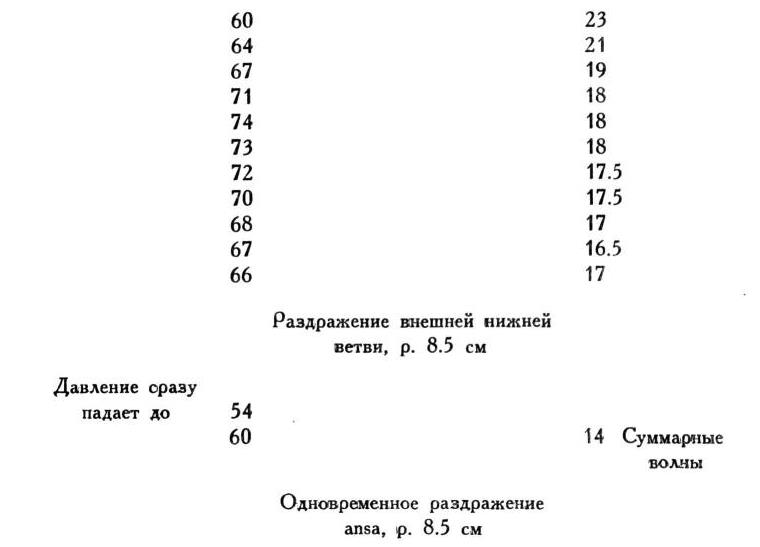 60 23
64 21
67 19
71 18
74 18
73 18
72 17.5
70 17.5
68 17
67 16.5
66 17
Раздражение внешней нижней
ветви, р. 8.5 см
Давление сразу
падает до 54
60 14 Суммарные
волны
Одновременное раздражение
ansa, р. 8.5 см